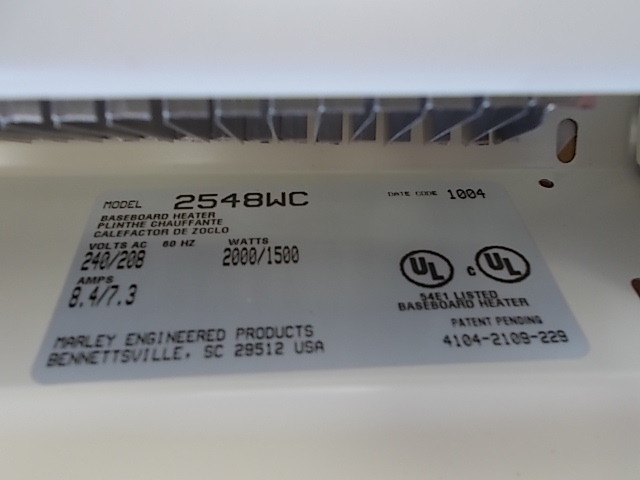 MODEL 2548WC DATE CODE 1004
BASEBOARD HEATER
PLINTHE CHAUFFANTE
CALEFACTOR DE ZOCLO
VOLTS AC 60 HZ WATTS
240/208 2000/1500
AMPS
8.4/7.3
UL c UL
54E1 LISTED
BASEBOARD HEATER
MARLEY ENGINEERED PRODUCTS
BENNETTSVILLE, SC 29512 USA
PATENT PENDING
4104-2109-229